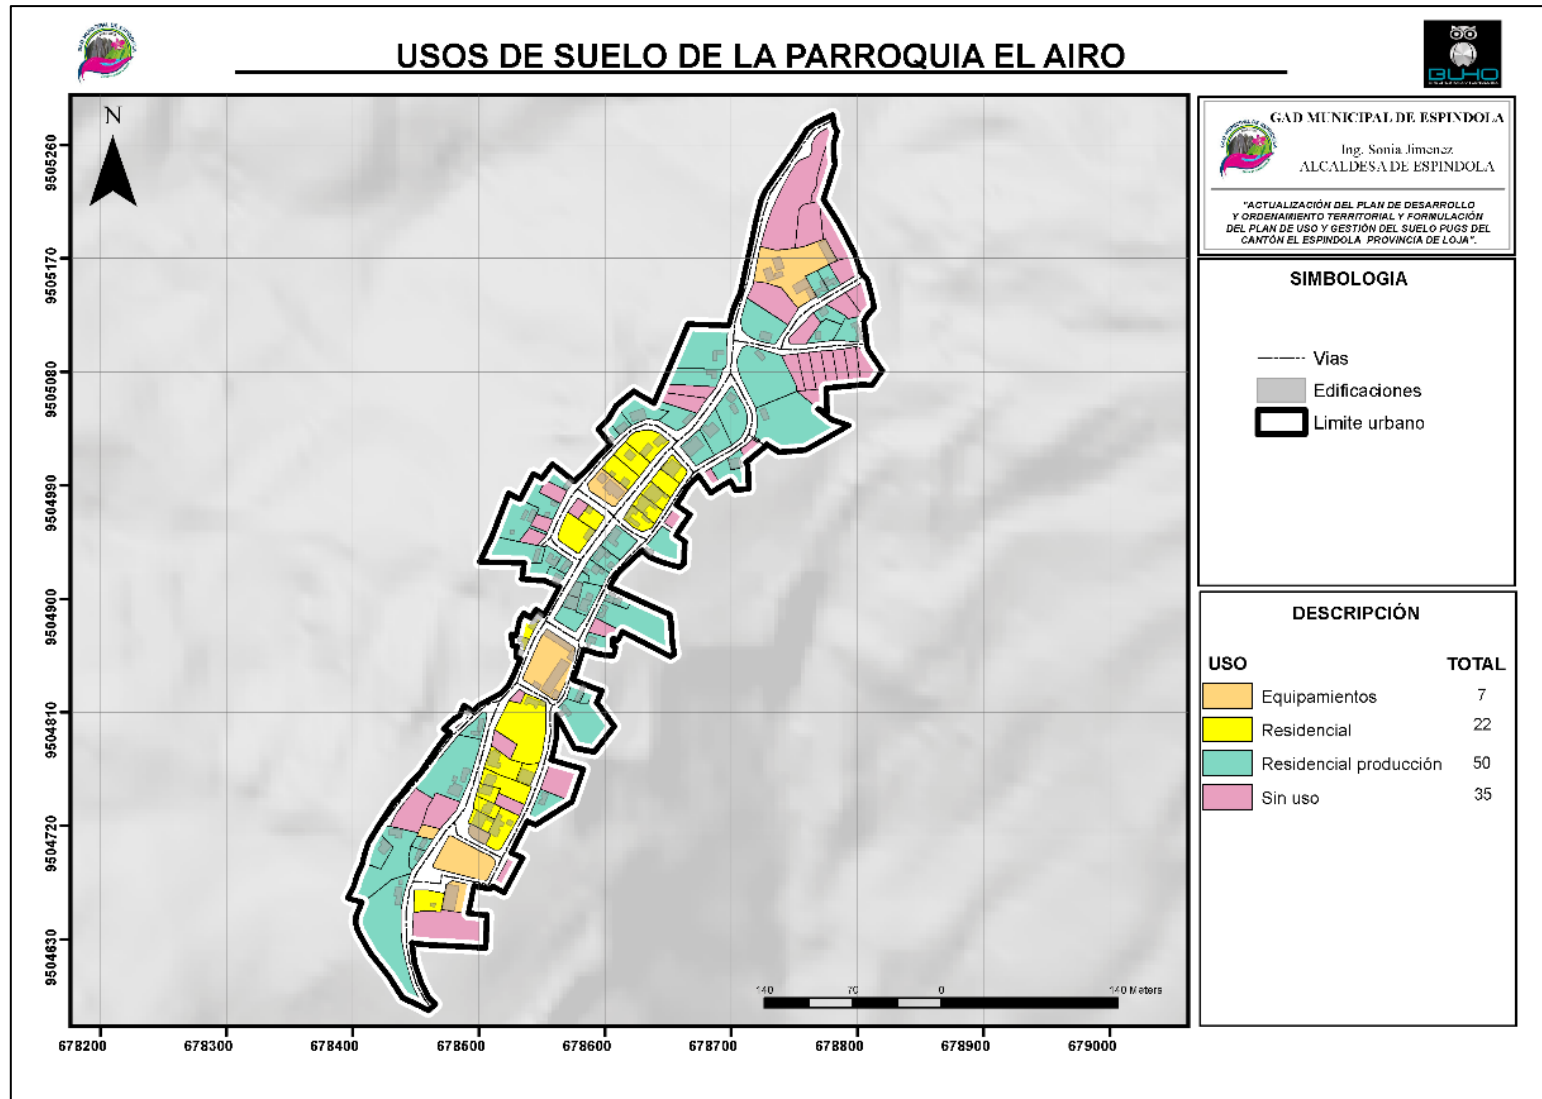 USOS DE SUELO DE LA PARROQUIA EL AIRO
BUHO
GAD MUNICIPAL DE ESPINDOLA
Ing. Sonia Jimenez
ALCALDESA DE ESPINDOLA
"ACTUALIZACIÓN DEL PLAN DE DESARROLLO
Y ORDENAMIENTO TERRITORIAL Y FORMULACIÓN
DEL PLAN DE USO Y GESTIÓN DEL SUELO PUGS DEL
CANTÓN EL ESPINDOLA PROVINCIA DE LOJA".
SIMBOLOGIA
Vias
Edificaciones
Limite urbano
DESCRIPCIÓN
USO TOTAL
Equipamientos 7
Residencial 22
Residencial producción 50
Sin uso 35
N
9505260
9505170
9505080
9504990
9504900
9504810
9504720
9504630
140 70 0 140 Meters
678200 678300 678400 678500 678600 678700 678800 678900 679000